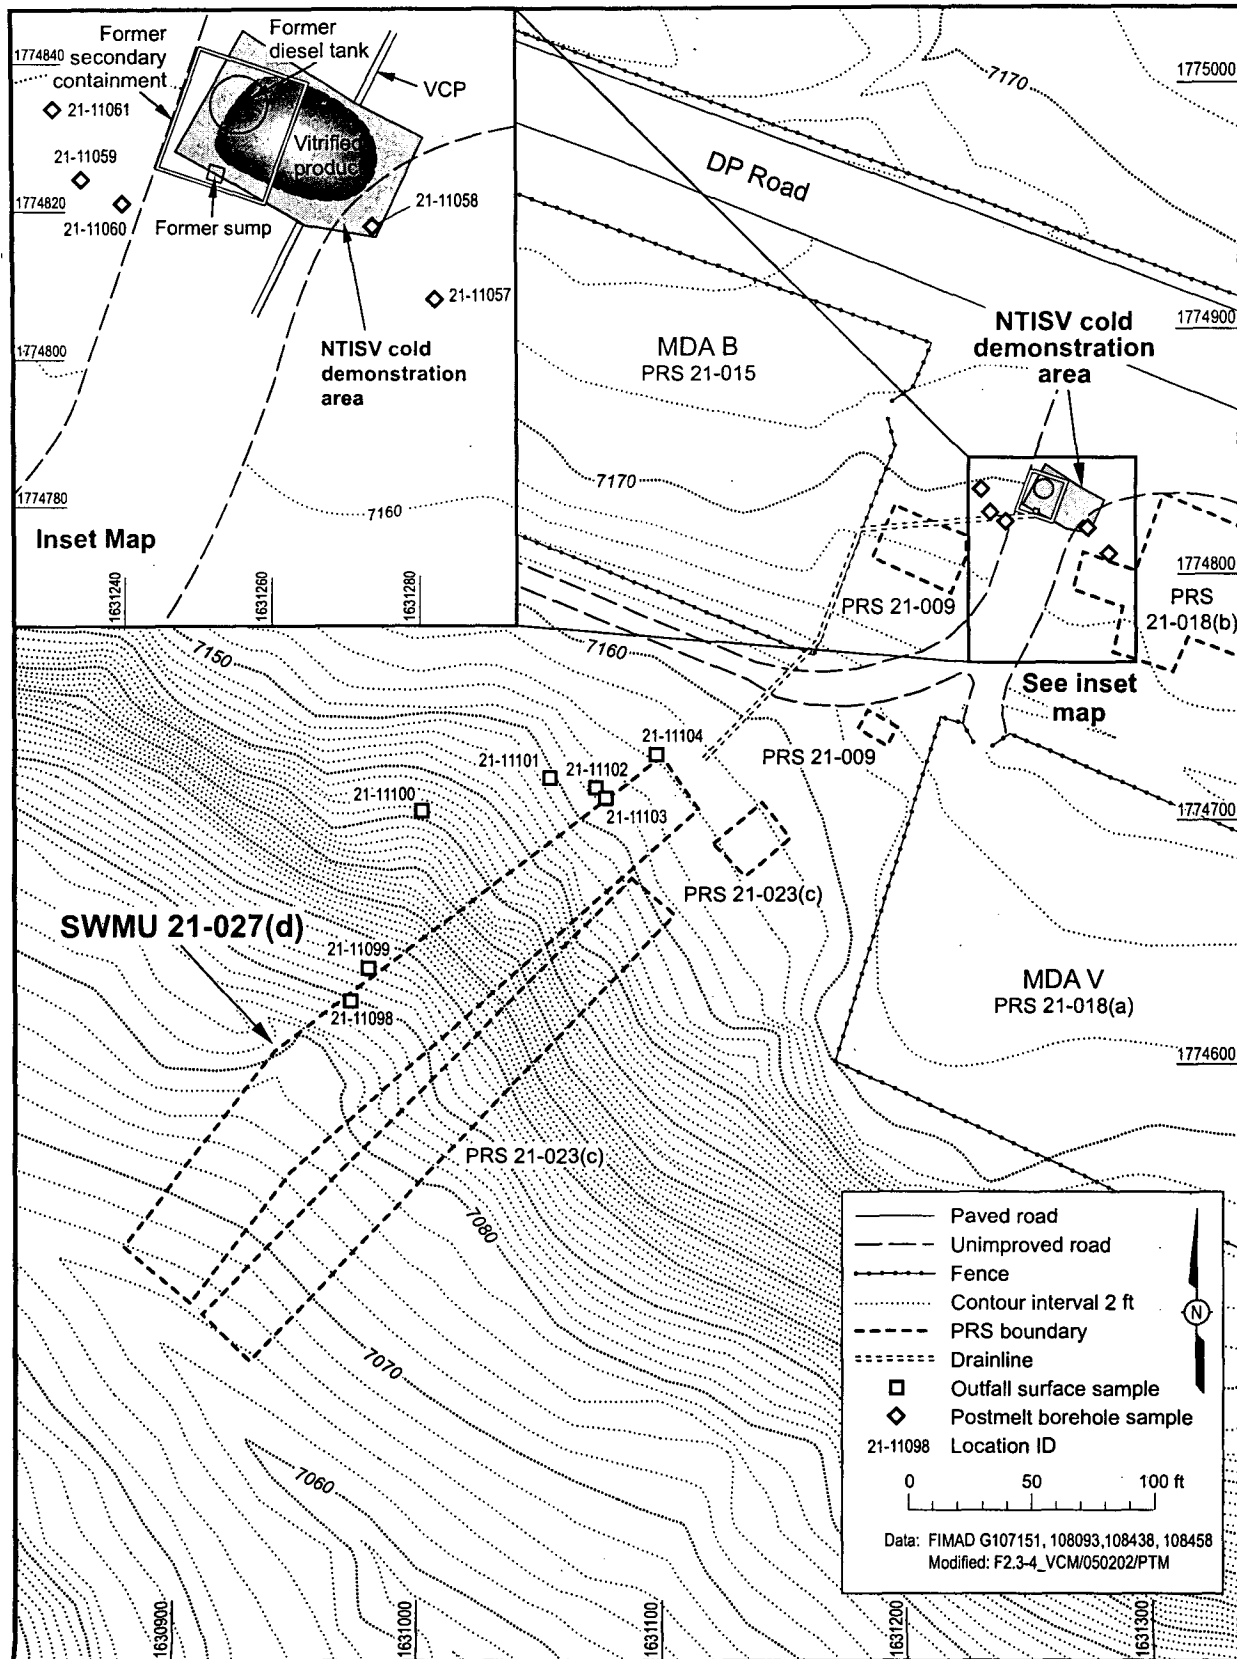 Former
secondary
containment
Former
diesel tank
VCP
1774840
21-11061
21-11059
Vitrified
product
1774820
21-11060
Former sump
21-11058
21-11057
1774800
NTISV cold
demonstration
area
1774780
7160
Inset Map
1631240
1631260
1631280
7170
1775000
DP Road
1774900
NTISV cold
demonstration
area
MDA B
PRS 21-015
7170
1774800
PRS 21-009
PRS
21-018(b)
7150
7160
See inset
map
21-11104
21-11101
21-11102
PRS 21-009
21-11100
21-11103
1774700
PRS 21-023(c)
SWMU 21-027(d)
21-11099
MDA V
PRS 21-018(a)
21-11098
1774600
PRS 21-023(c)
7080
7070
7060
Paved road
Unimproved road
Fence
Contour interval 2 ft
PRS boundary
Drainline
Outfall surface sample
Postmelt borehole sample
21-11098 Location ID
N
0 50 100 ft
Data: FIMAD G107151, 108093,108438, 108458
Modified: F2.3-4_VCM/050202/PTM
1630900
1631000
1631100
1631200
1631300